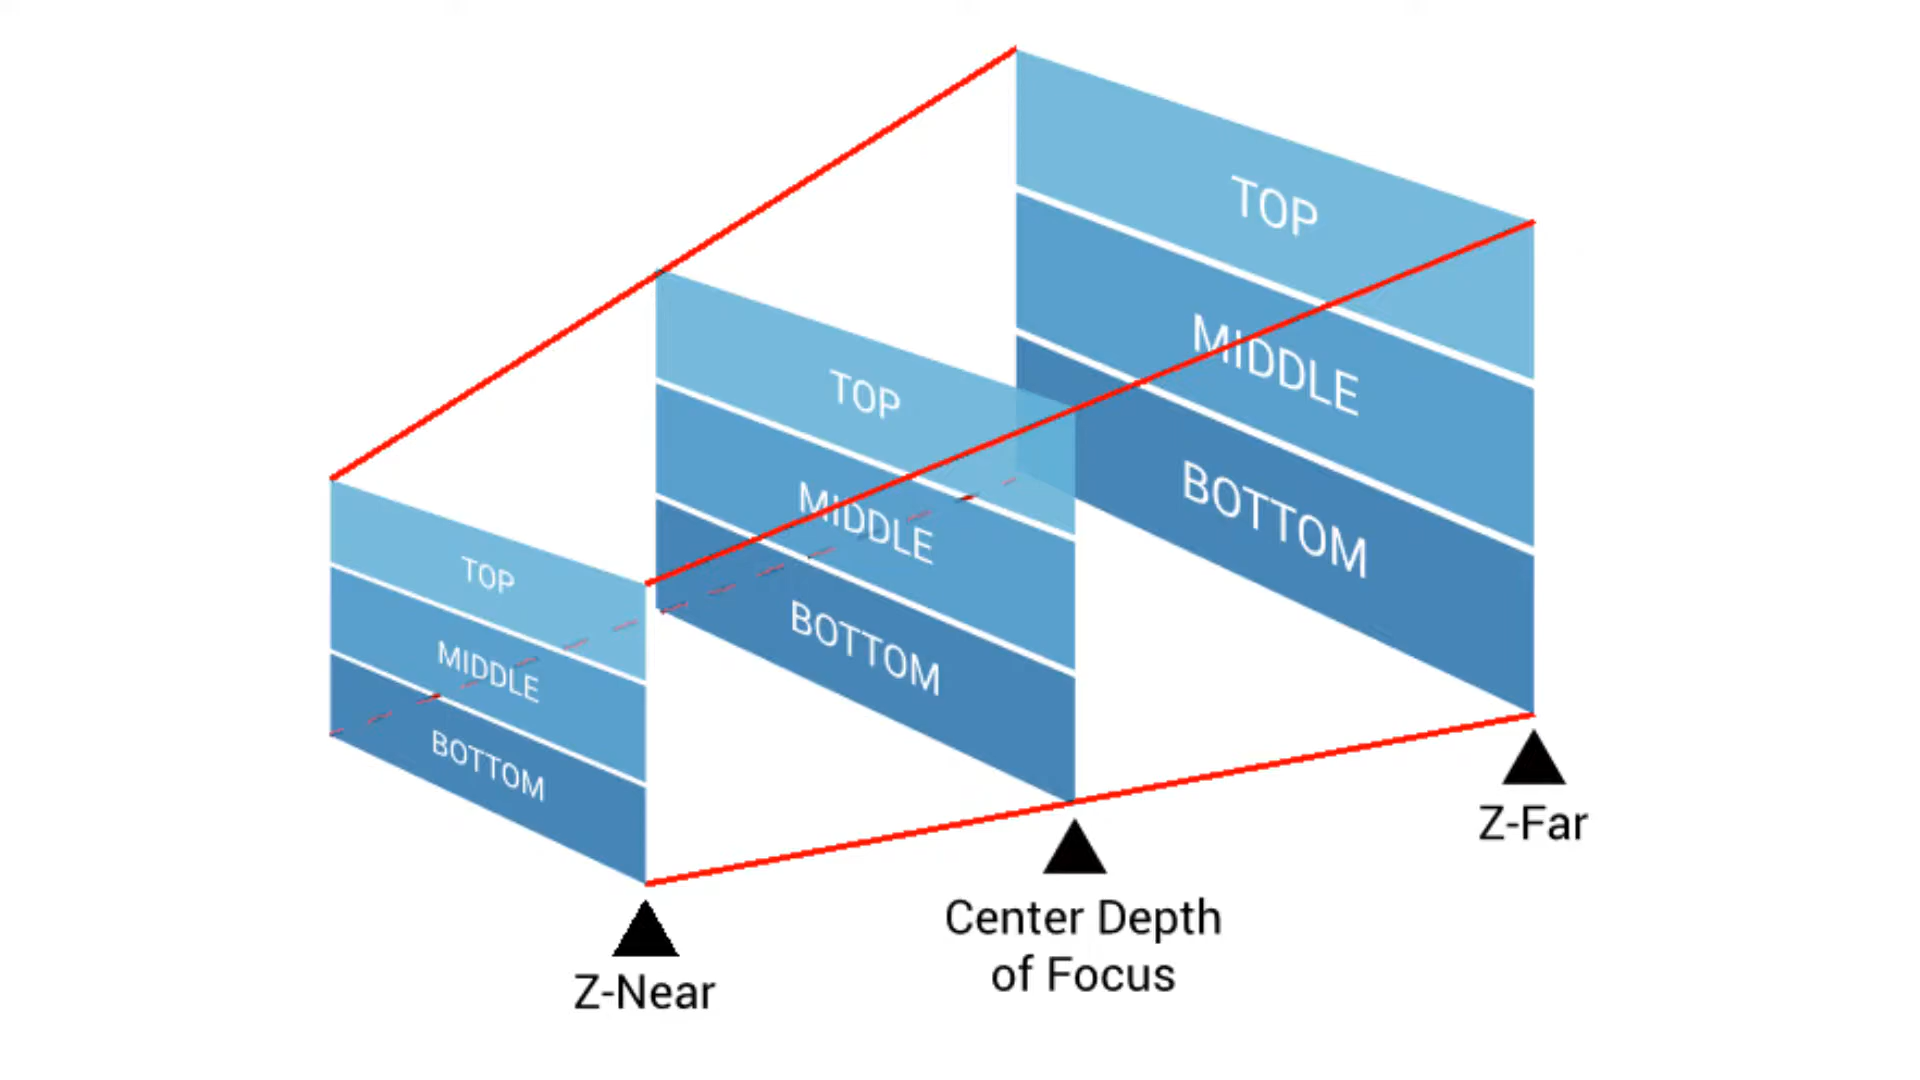 TOP
MIDDLE
BOTTOM
Z-Near
TOP
MIDDLE
BOTTOM
Center Depth
of Focus
TOP
MIDDLE
BOTTOM
Z-Far